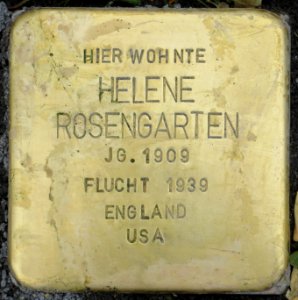 HIER WOHNTE
HELENE
ROSENGARTEN
JG. 1909
FLUCHT 1939
ENGLAND
USA